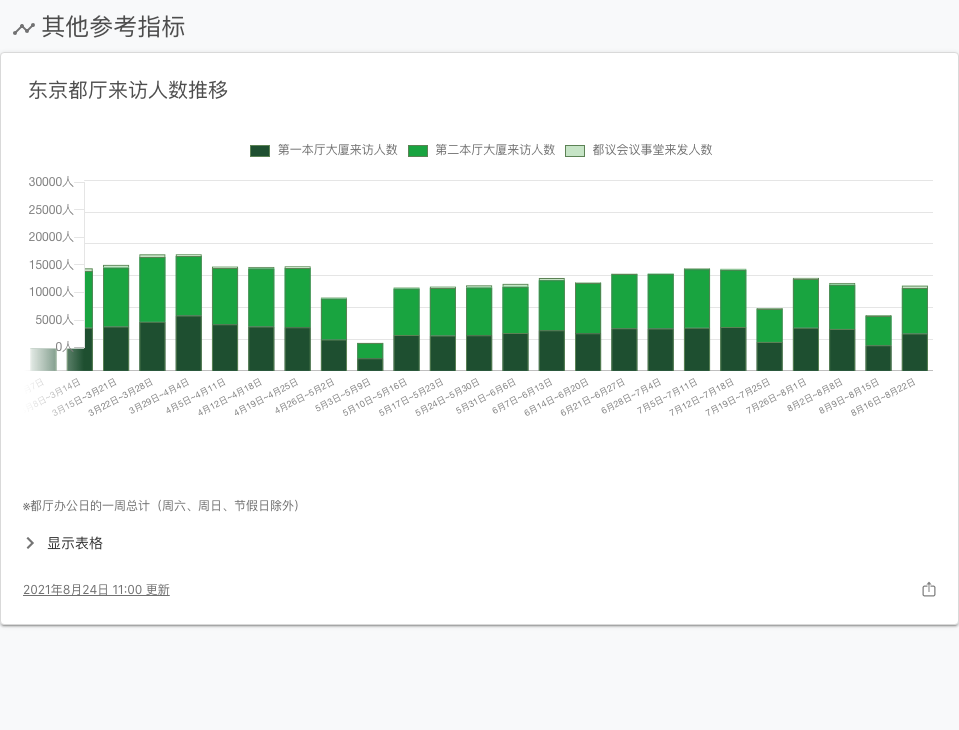 其他参考指标
东京都厅来访人数推移
第一本厅大厦来访人数 第二本厅大厦来访人数 都议会议事堂来发人数
30000人
25000人
20000人
15000人
10000人
5000人
0人
3月15日~3月21日
3月22日~3月28日
3月29日~4月4日
4月5日~4月11日
4月12日~4月18日
4月19日~4月25日
4月26日~5月2日
5月3日~5月9日
5月10日~5月16日
5月17日~5月23日
5月24日~5月30日
5月31日~6月6日
6月7日~6月13日
6月14日~6月20日
6月21日~6月27日
6月28日~7月4日
7月5日~7月11日
7月12日~7月18日
7月19日~7月25日
7月26日~8月1日
8月2日~8月8日
8月9日~8月15日
8月16日~8月22日
※都厅办公日的一周总计（周六、周日、节假日除外）
显示表格
2021年8月24日 11:00 更新